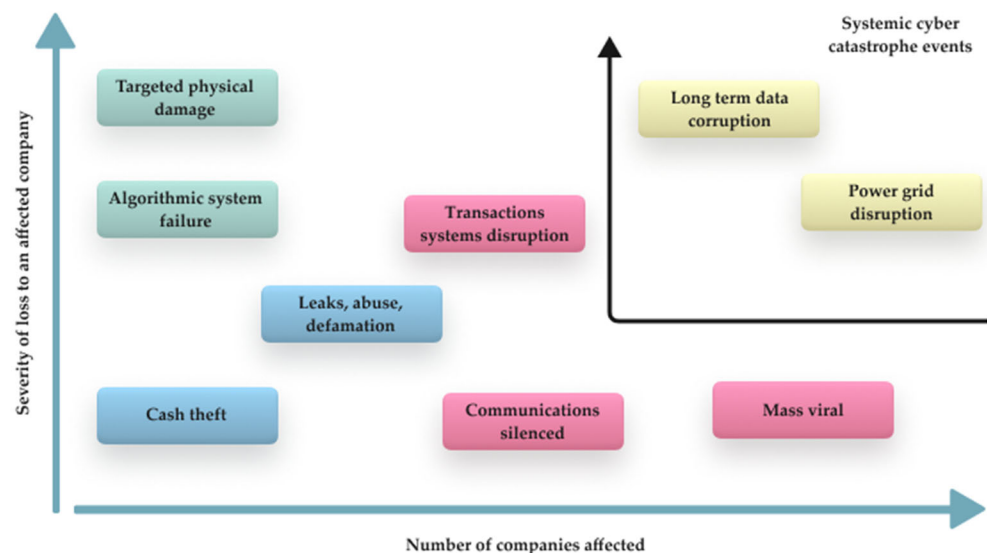 Systemic cyber
catastrophe events
Targeted physical
damage
Long term data
corruption
Algorithmic system
failure
Power grid
disruption
Transactions
systems disruption
Leaks, abuse,
defamation
Cash theft
Communications
silenced
Mass viral
Severity of loss to an affected company
Number of companies affected